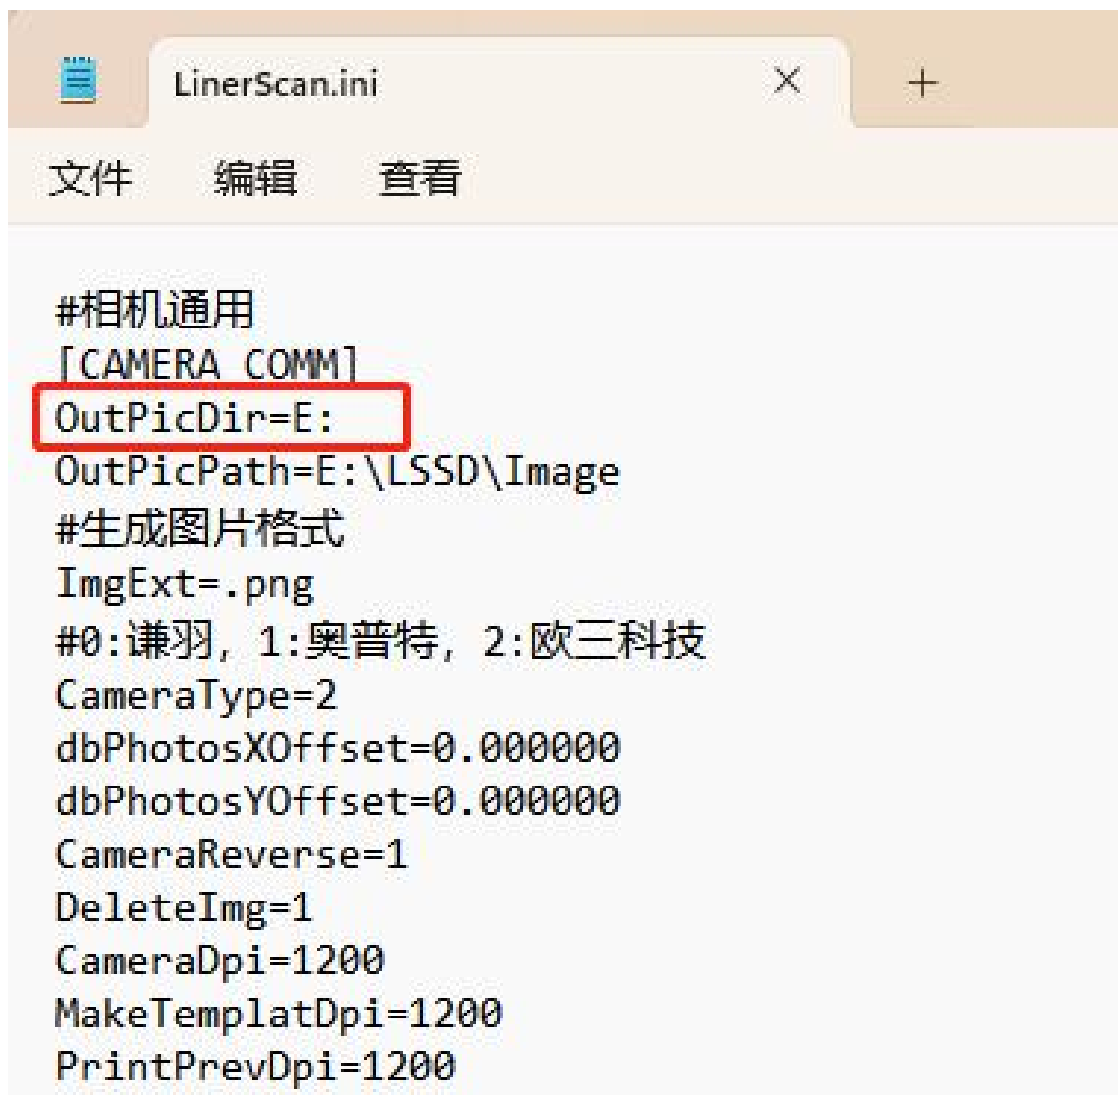 LinerScan.ini
文件 编辑 查看
#相机通用
[CAMERA COMM]
OutPicDir=E:
OutPicPath=E:\LSSD\Image
#生成图片格式
ImgExt=.png
#0:谦羽, 1:奥普特, 2:欧三科技
CameraType=2
dbPhotosXOffset=0.000000
dbPhotosYOffset=0.000000
CameraReverse=1
DeleteImg=1
CameraDpi=1200
MakeTemplatDpi=1200
PrintPrevDpi=1200